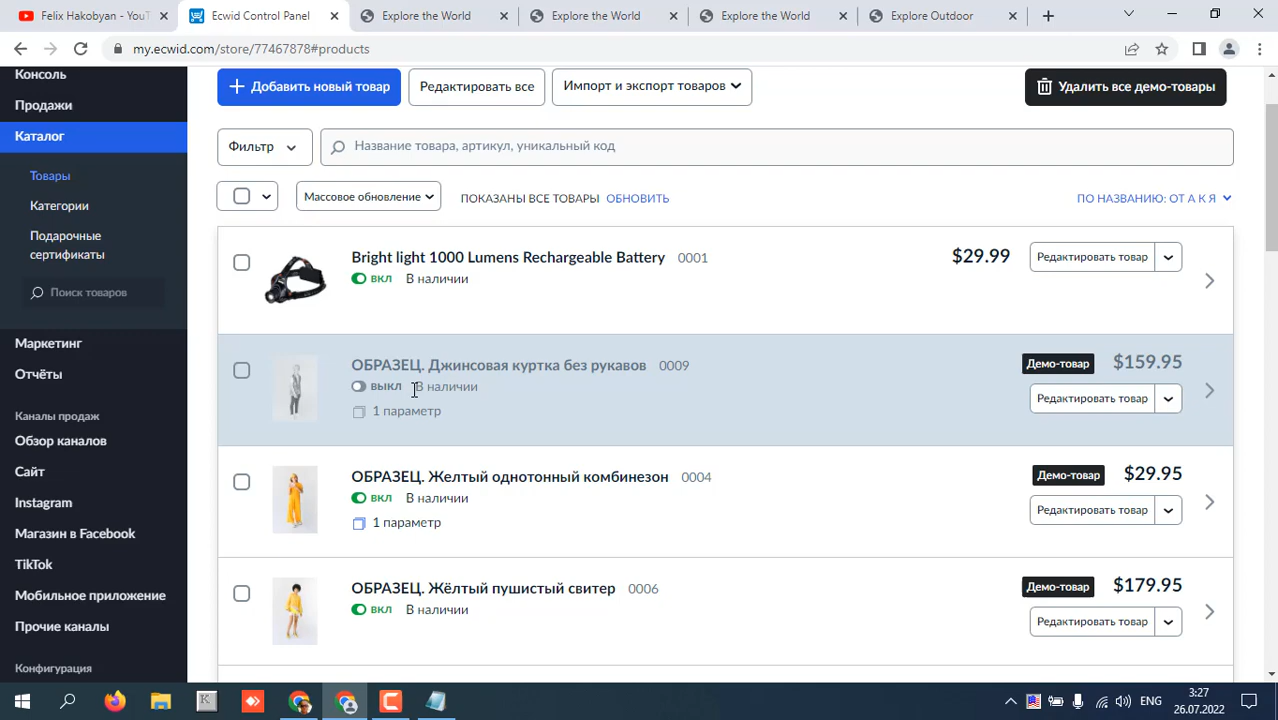 Felix Hakobyan - YouT
Ecwid Control Panel
Explore the World
Explore the World
Explore the World
Explore Outdoor
my.ecwid.com/store/77467878#products
Консоль
Продажи
Каталог
Товары
Категории
Подарочные
сертификаты
Поиск товаров
Маркетинг
Отчёты
Каналы продаж
Обзор каналов
Сайт
Instagram
Магазин в Facebook
TikTok
Мобильное приложение
Прочие каналы
Конфигурация
Добавить новый товар
Редактировать все
Импорт и экспорт товаров
Удалить все демо-товары
Фильтр
Название товара, артикул, уникальный код
Массовое обновление
ПОКАЗАНЫ ВСЕ ТОВАРЫ ОБНОВИТЬ
ПО НАЗВАНИЮ: ОТ А К Я
Bright light 1000 Lumens Rechargeable Battery 0001
ВКЛ В наличии
$29.99
Редактировать товар
ОБРАЗЕЦ. Джинсовая куртка без рукавов 0009
ВЫКЛ В наличии
1 параметр
Демо-товар $159.95
Редактировать товар
ОБРАЗЕЦ. Желтый однотонный комбинезон 0004
ВКЛ В наличии
1 параметр
Демо-товар $29.95
Редактировать товар
ОБРАЗЕЦ. Жёлтый пушистый свитер 0006
ВКЛ В наличии
Демо-товар $179.95
Редактировать товар
ENG
3:27
26.07.2022